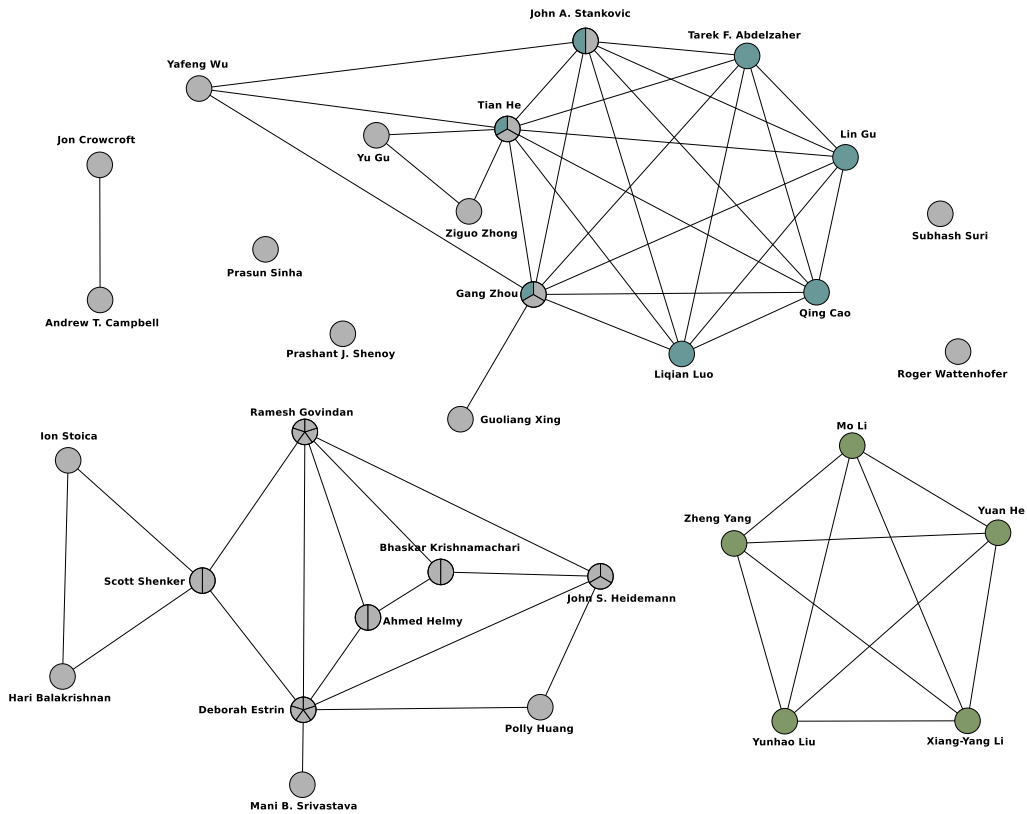 John A. Stankovic
Tarek F. Abdelzaher
Yafeng Wu
Tian He
Lin Gu
Jon Crowcroft
Yu Gu
Ziguo Zhong
Subhash Suri
Prasun Sinha
Gang Zhou
Qing Cao
Andrew T. Campbell
Prashant J. Shenoy
Liqian Luo
Roger Wattenhofer
Ramesh Govindan
Guoliang Xing
Mo Li
Ion Stoica
Yuan He
Zheng Yang
Bhaskar Krishnamachari
Scott Shenker
John S. Heidemann
Ahmed Helmy
Hari Balakrishnan
Deborah Estrin
Polly Huang
Yunhao Liu
Xiang-Yang Li
Mani B. Srivastava